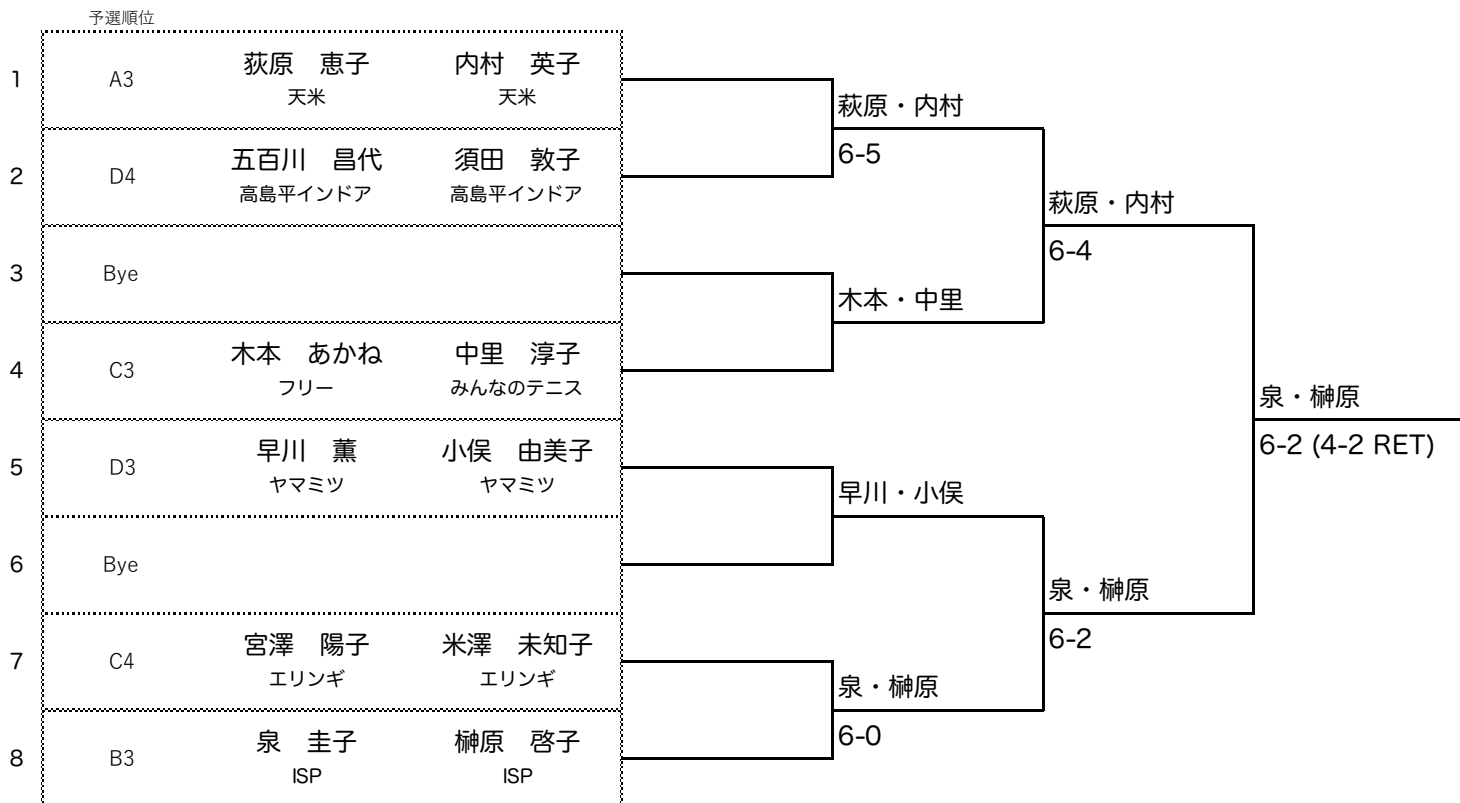 予選順位
1 A3 荻原 恵子 内村 英子
天米 天米
萩原・内村
6-5
2 D4 五百川 昌代 須田 敦子
高島平インドア 高島平インドア
萩原・内村
6-4
3 Bye
木本・中里
4 C3 木本 あかね 中里 淳子
フリー みんなのテニス
泉・榊原
6-2 (4-2 RET)
5 D3 早川 薫 小俣 由美子
ヤマミツ ヤマミツ
早川・小俣
6 Bye
泉・榊原
6-2
7 C4 宮澤 陽子 米澤 未知子
エリンギ エリンギ
泉・榊原
6-0
8 B3 泉 圭子 榊原 啓子
ISP ISP